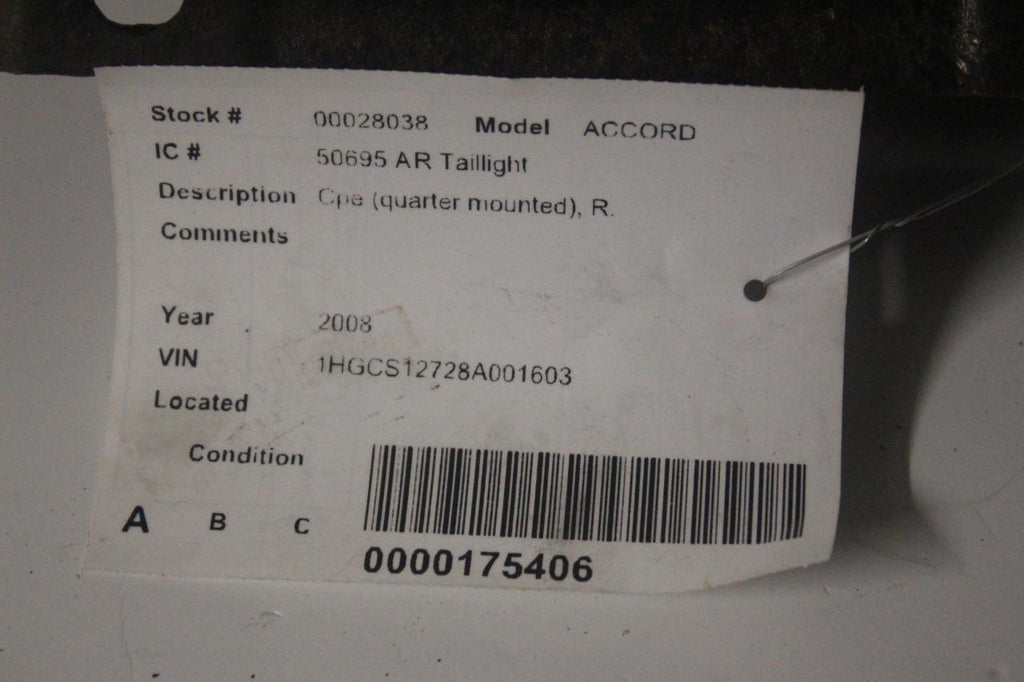 Stock # 00028038 Model ACCORD
IC # 50695 AR Taillight
Description Cpe (quarter mounted), R.
Comments
Year 2008
VIN 1HGCS12728A001603
Located
Condition
A B C
0000175406